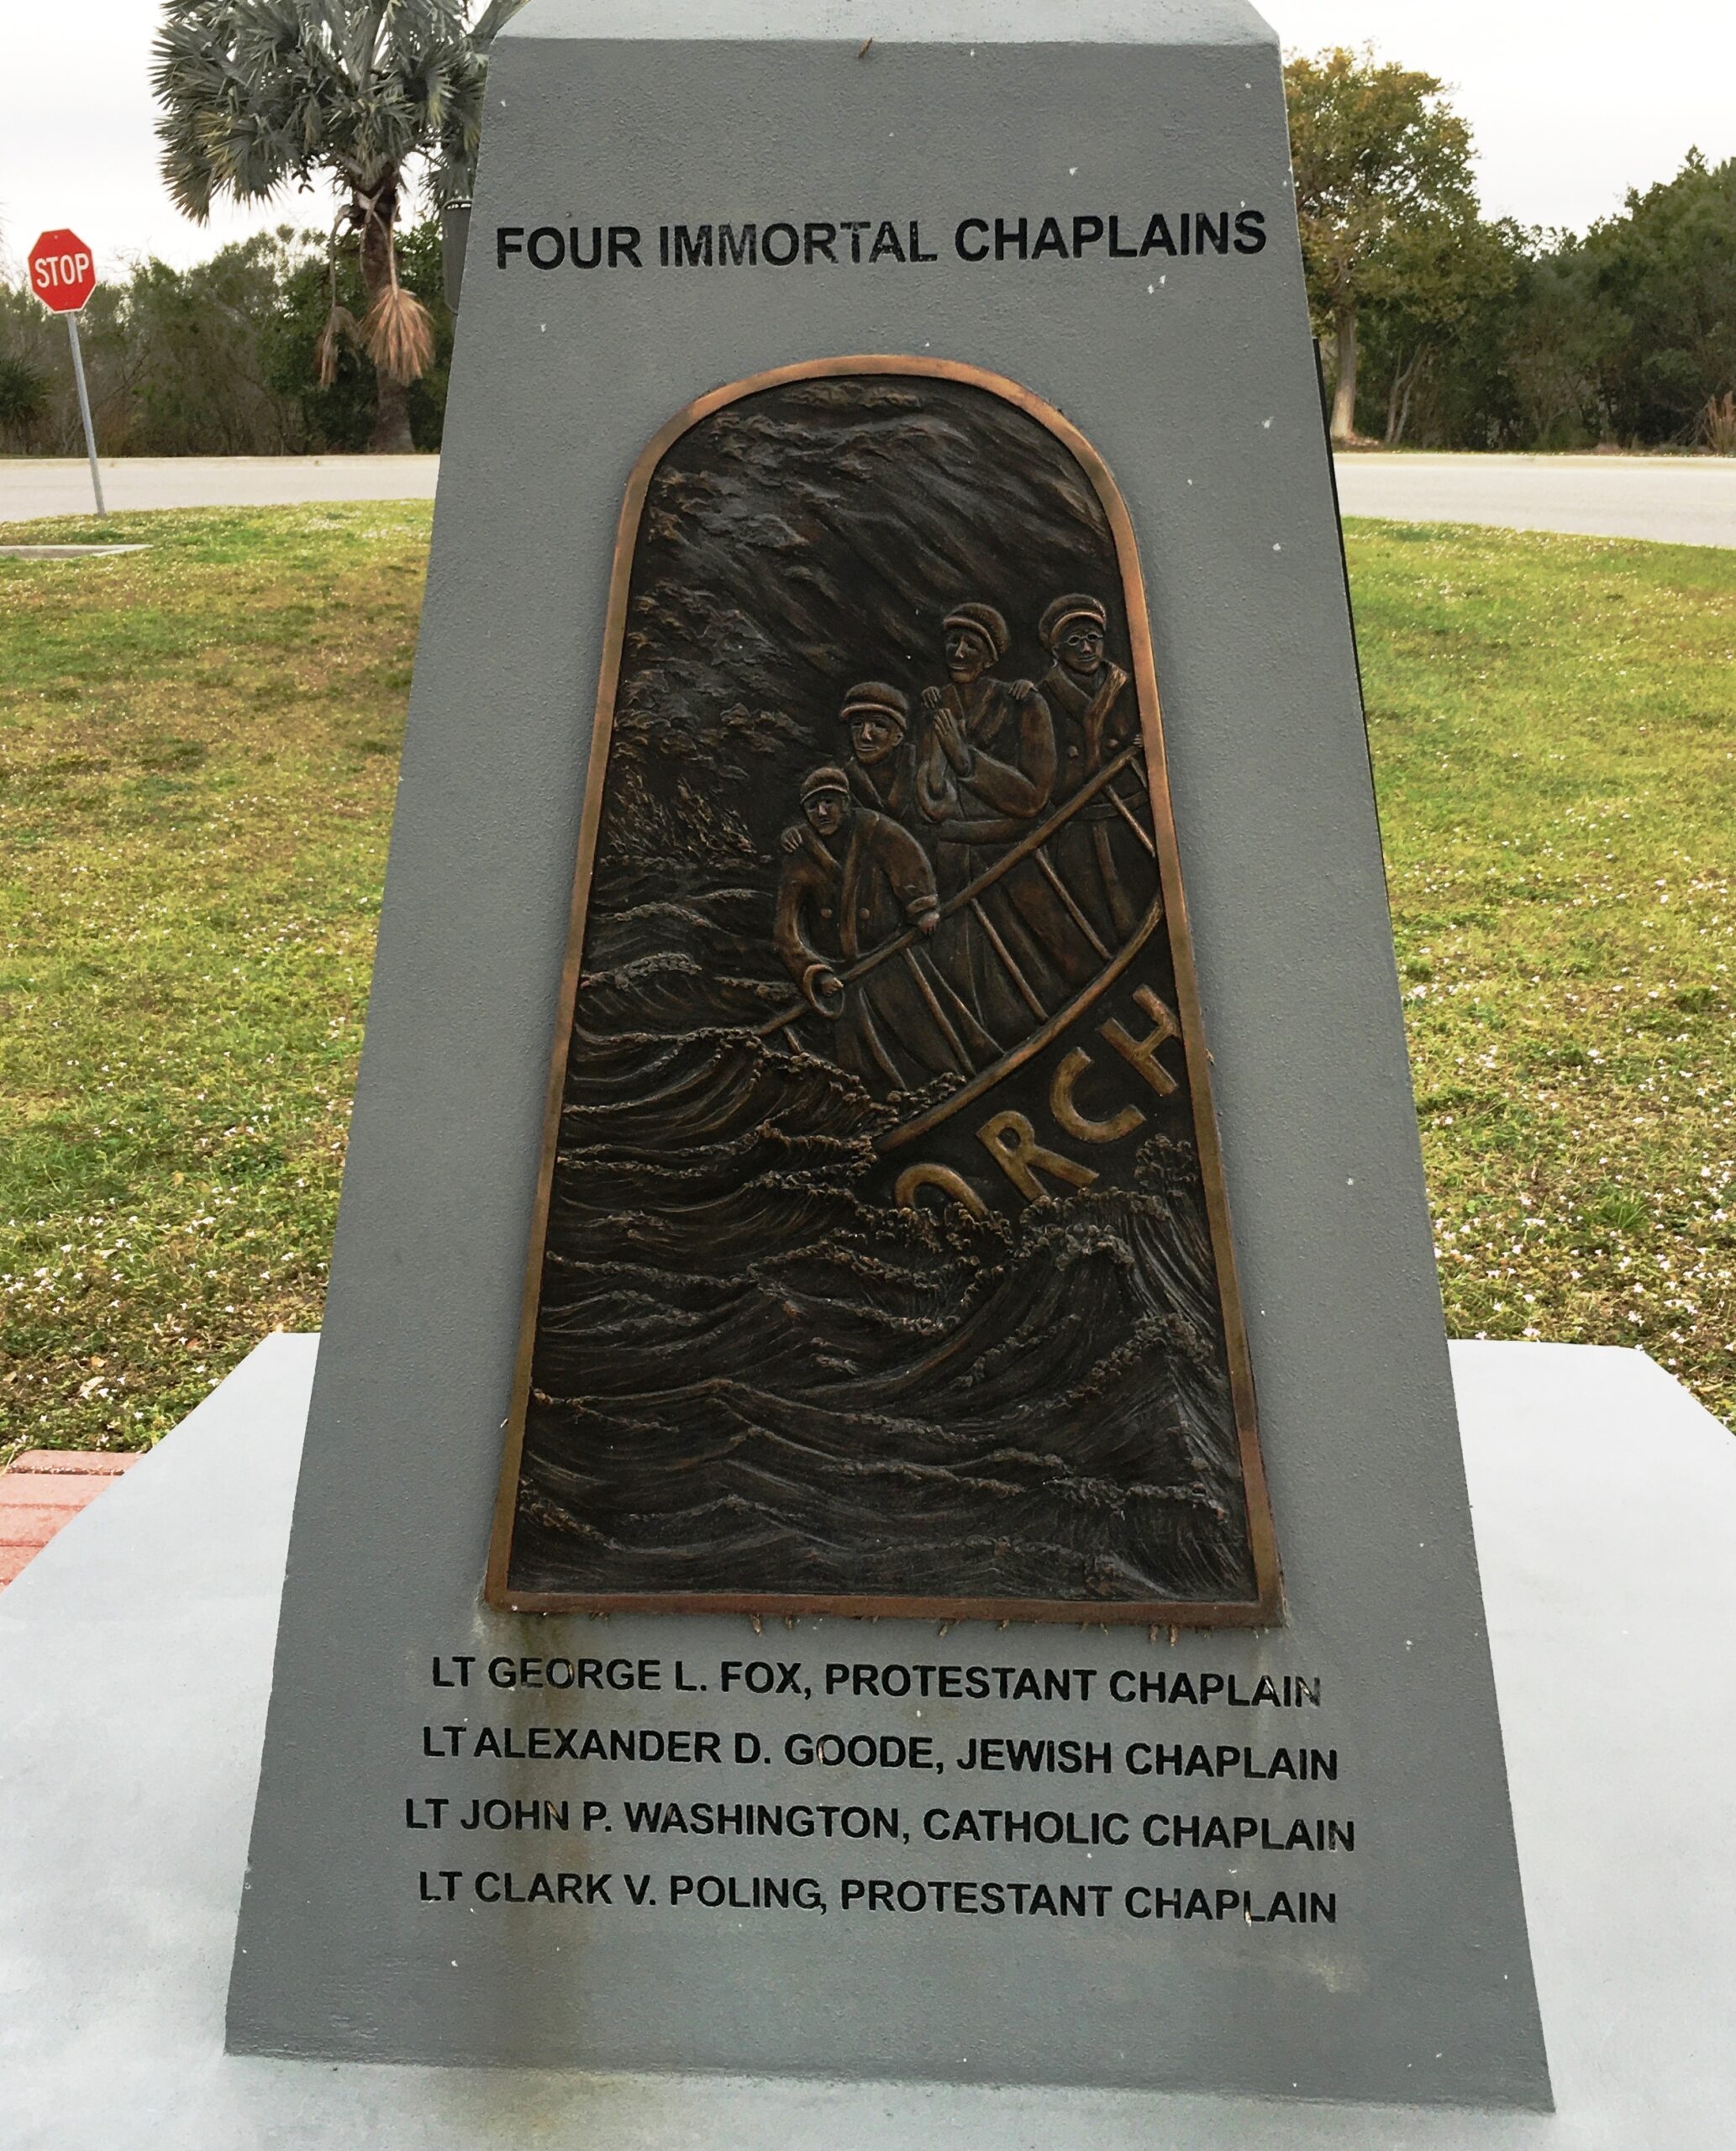 STOP
FOUR IMMORTAL CHAPLAINS
ORCH
LT GEORGE L. FOX, PROTESTANT CHAPLAIN
LT ALEXANDER D. GOODE, JEWISH CHAPLAIN
LT JOHN P. WASHINGTON, CATHOLIC CHAPLAIN
LT CLARK V. POLING, PROTESTANT CHAPLAIN